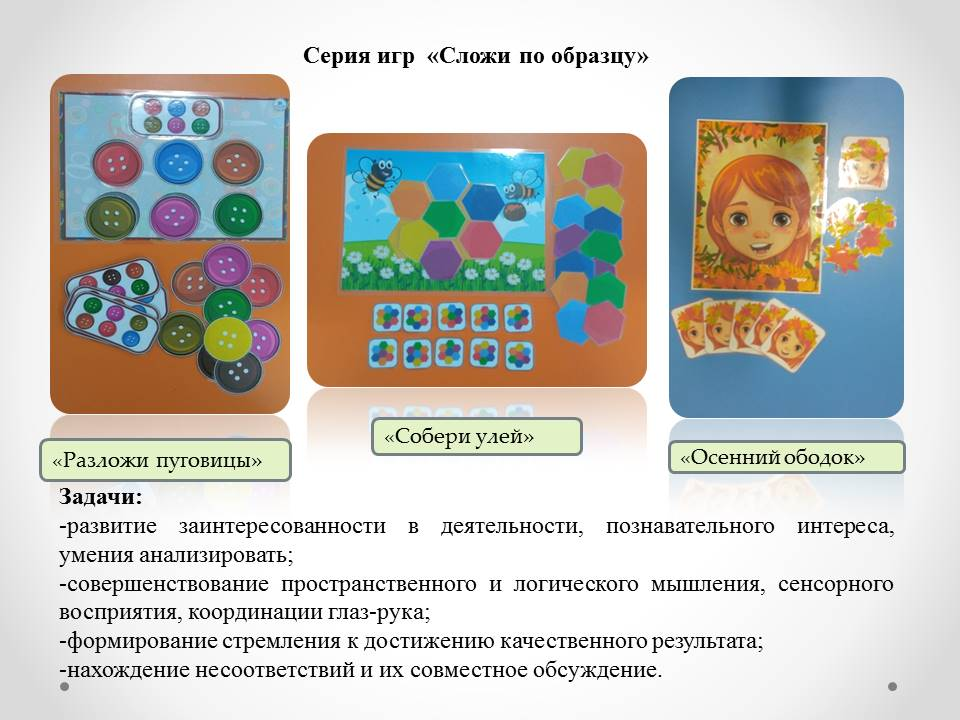 Серия игр «Сложи по образцу»
«Разложи пуговицы»
«Собери улей»
«Осенний ободок»
Задачи:
-развитие заинтересованности в деятельности, познавательного интереса,
умения анализировать;
-совершенствование пространственного и логического мышления, сенсорного
восприятия, координации глаз-рука;
-формирование стремления к достижению качественного результата;
-нахождение несоответствий и их совместное обсуждение.